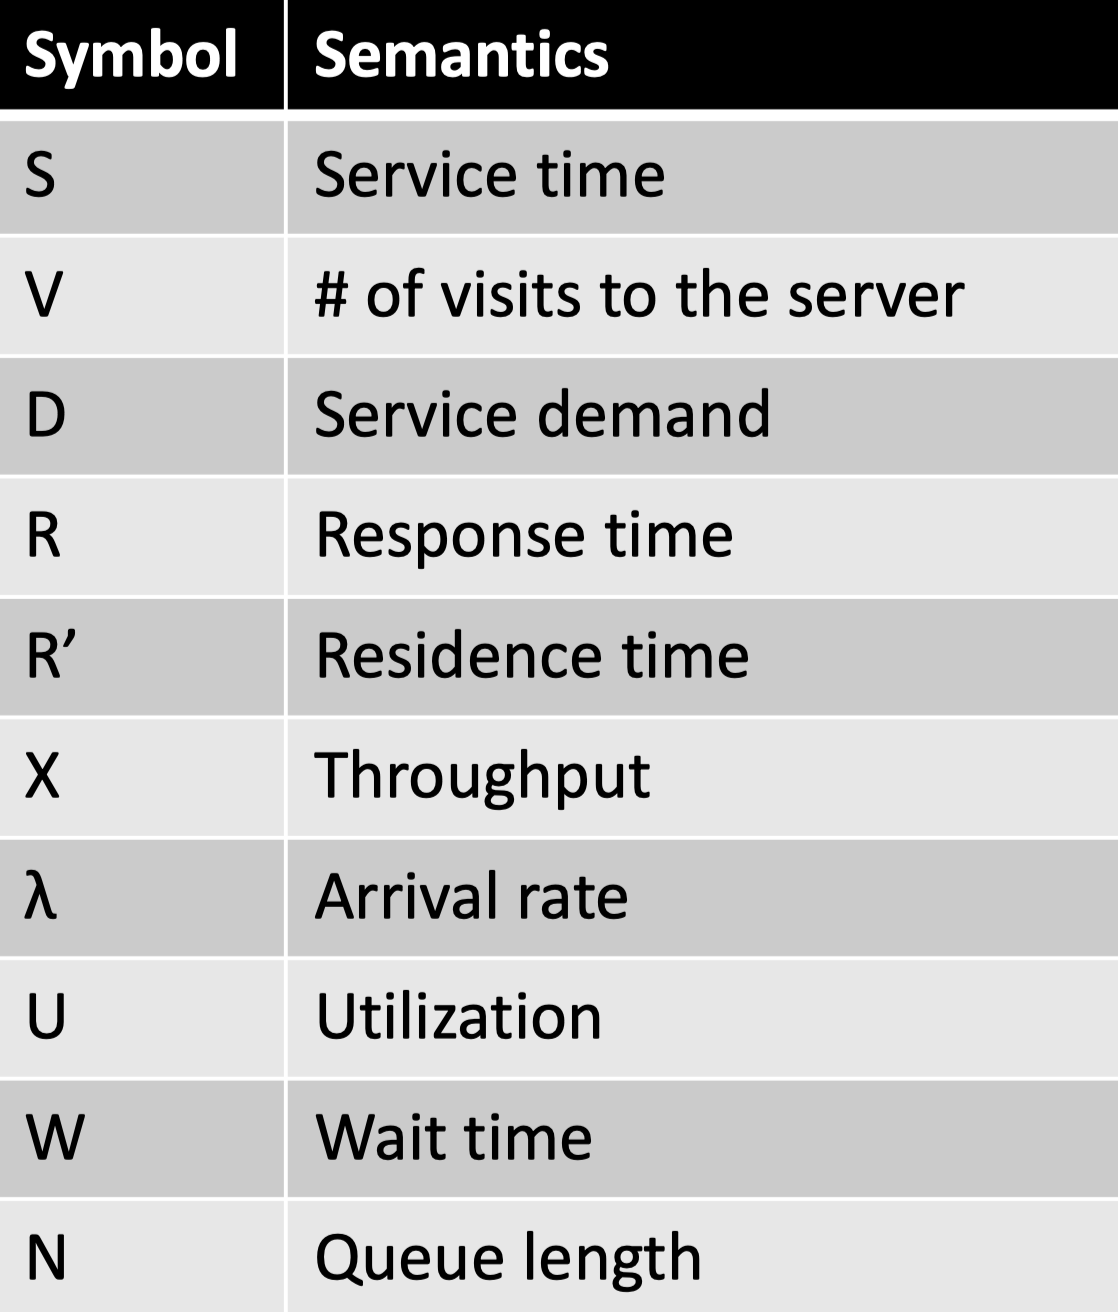 Symbol Semantics
S Service time
V # of visits to the server
D Service demand
R Response time
R’ Residence time
X Throughput
λ Arrival rate
U Utilization
W Wait time
N Queue length